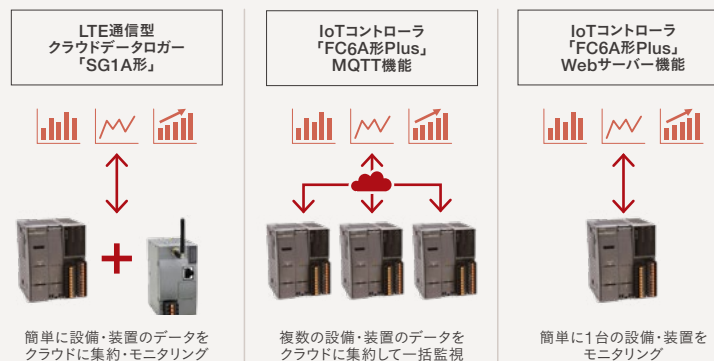 LTE通信型
クラウドデータロガー
「SG1A形」
IoTコントローラ
「FC6A形Plus」
MQTT機能
IoTコントローラ
「FC6A形Plus」
Webサーバー機能
簡単に設備・装置のデータを
クラウドに集約・モニタリング
複数の設備・装置のデータを
クラウドに集約して一括監視
簡単に1台の設備・装置を
モニタリング